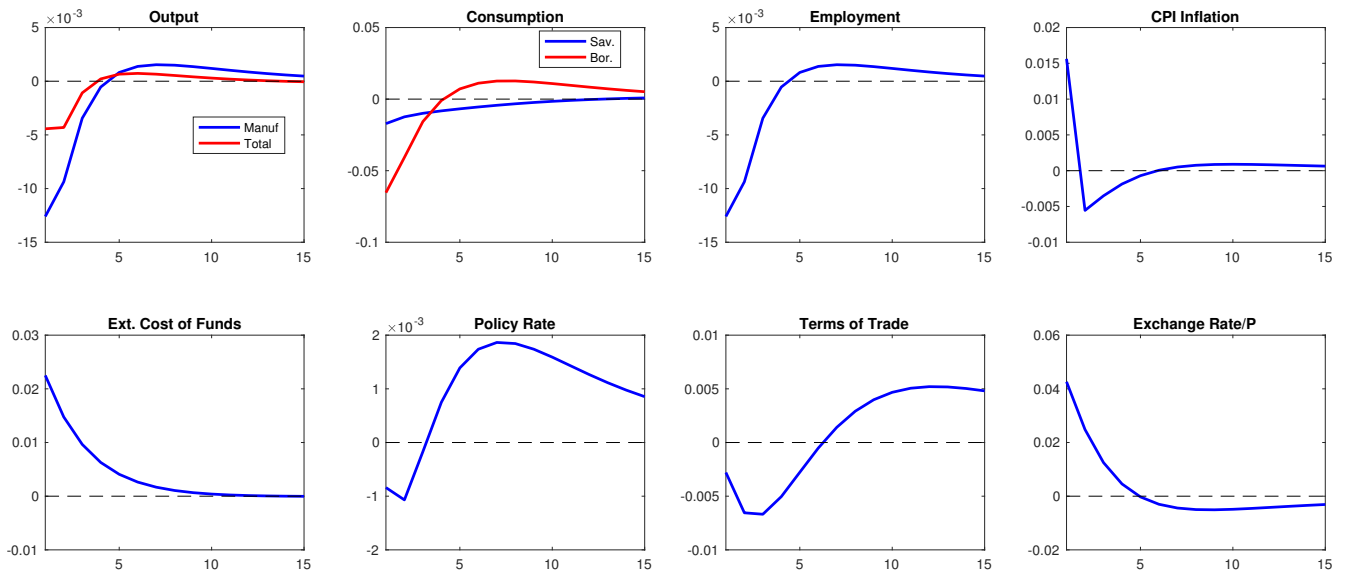 ×10⁻³ Output
5
0
-5
-10
-15
5 10 15
Manuf
Total
Consumption
0.05
0
-0.05
-0.1
5 10 15
Sav.
Bor.
×10⁻³ Employment
5
0
-5
-10
-15
5 10 15
CPI Inflation
0.02
0.015
0.01
0.005
0
-0.005
-0.01
5 10 15
Ext. Cost of Funds
0.03
0.02
0.01
0
-0.01
5 10 15
×10⁻³ Policy Rate
2
1
0
-1
-2
5 10 15
Terms of Trade
0.01
0.005
0
-0.005
-0.01
5 10 15
Exchange Rate/P
0.06
0.04
0.02
0
-0.02
5 10 15